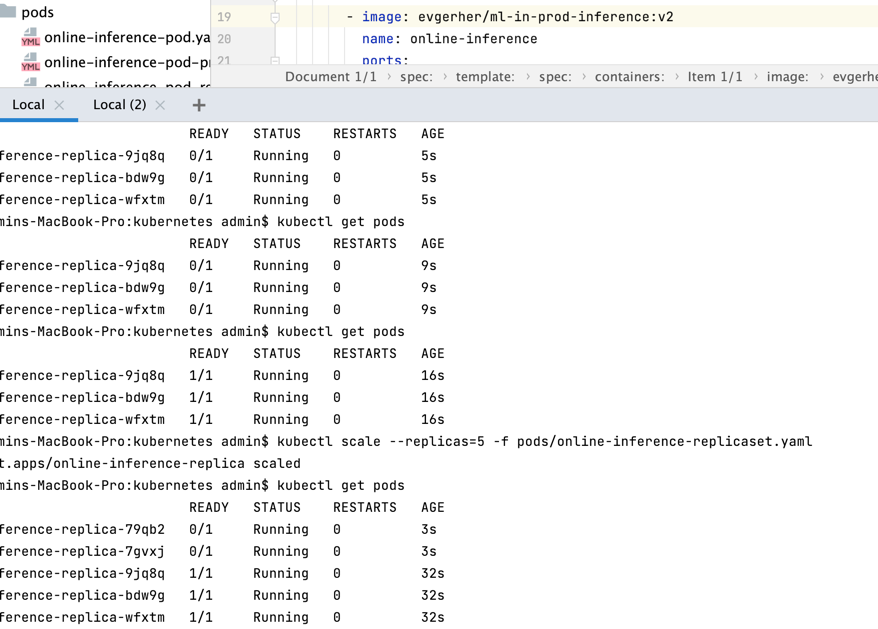 pods
online-inference-pod.ya
online-inference-pod-p
19 - image: evgerher/ml-in-prod-inference:v2
20 name: online-inference
21 ports:
Document 1/1 › spec: › template: › spec: › containers: › Item 1/1 › image: › evgerhe
Local × Local (2) × +
READY STATUS RESTARTS AGE
ference-replica-9jq8q 0/1 Running 0 5s
ference-replica-bdw9g 0/1 Running 0 5s
ference-replica-wfxtm 0/1 Running 0 5s
mins-MacBook-Pro:kubernetes admin$ kubectl get pods
READY STATUS RESTARTS AGE
ference-replica-9jq8q 0/1 Running 0 9s
ference-replica-bdw9g 0/1 Running 0 9s
ference-replica-wfxtm 0/1 Running 0 9s
mins-MacBook-Pro:kubernetes admin$ kubectl get pods
READY STATUS RESTARTS AGE
ference-replica-9jq8q 1/1 Running 0 16s
ference-replica-bdw9g 1/1 Running 0 16s
ference-replica-wfxtm 1/1 Running 0 16s
mins-MacBook-Pro:kubernetes admin$ kubectl scale --replicas=5 -f pods/online-inference-replicaset.yaml
t.apps/online-inference-replica scaled
mins-MacBook-Pro:kubernetes admin$ kubectl get pods
READY STATUS RESTARTS AGE
ference-replica-79qb2 0/1 Running 0 3s
ference-replica-7gvxj 0/1 Running 0 3s
ference-replica-9jq8q 1/1 Running 0 32s
ference-replica-bdw9g 1/1 Running 0 32s
ference-replica-wfxtm 1/1 Running 0 32s